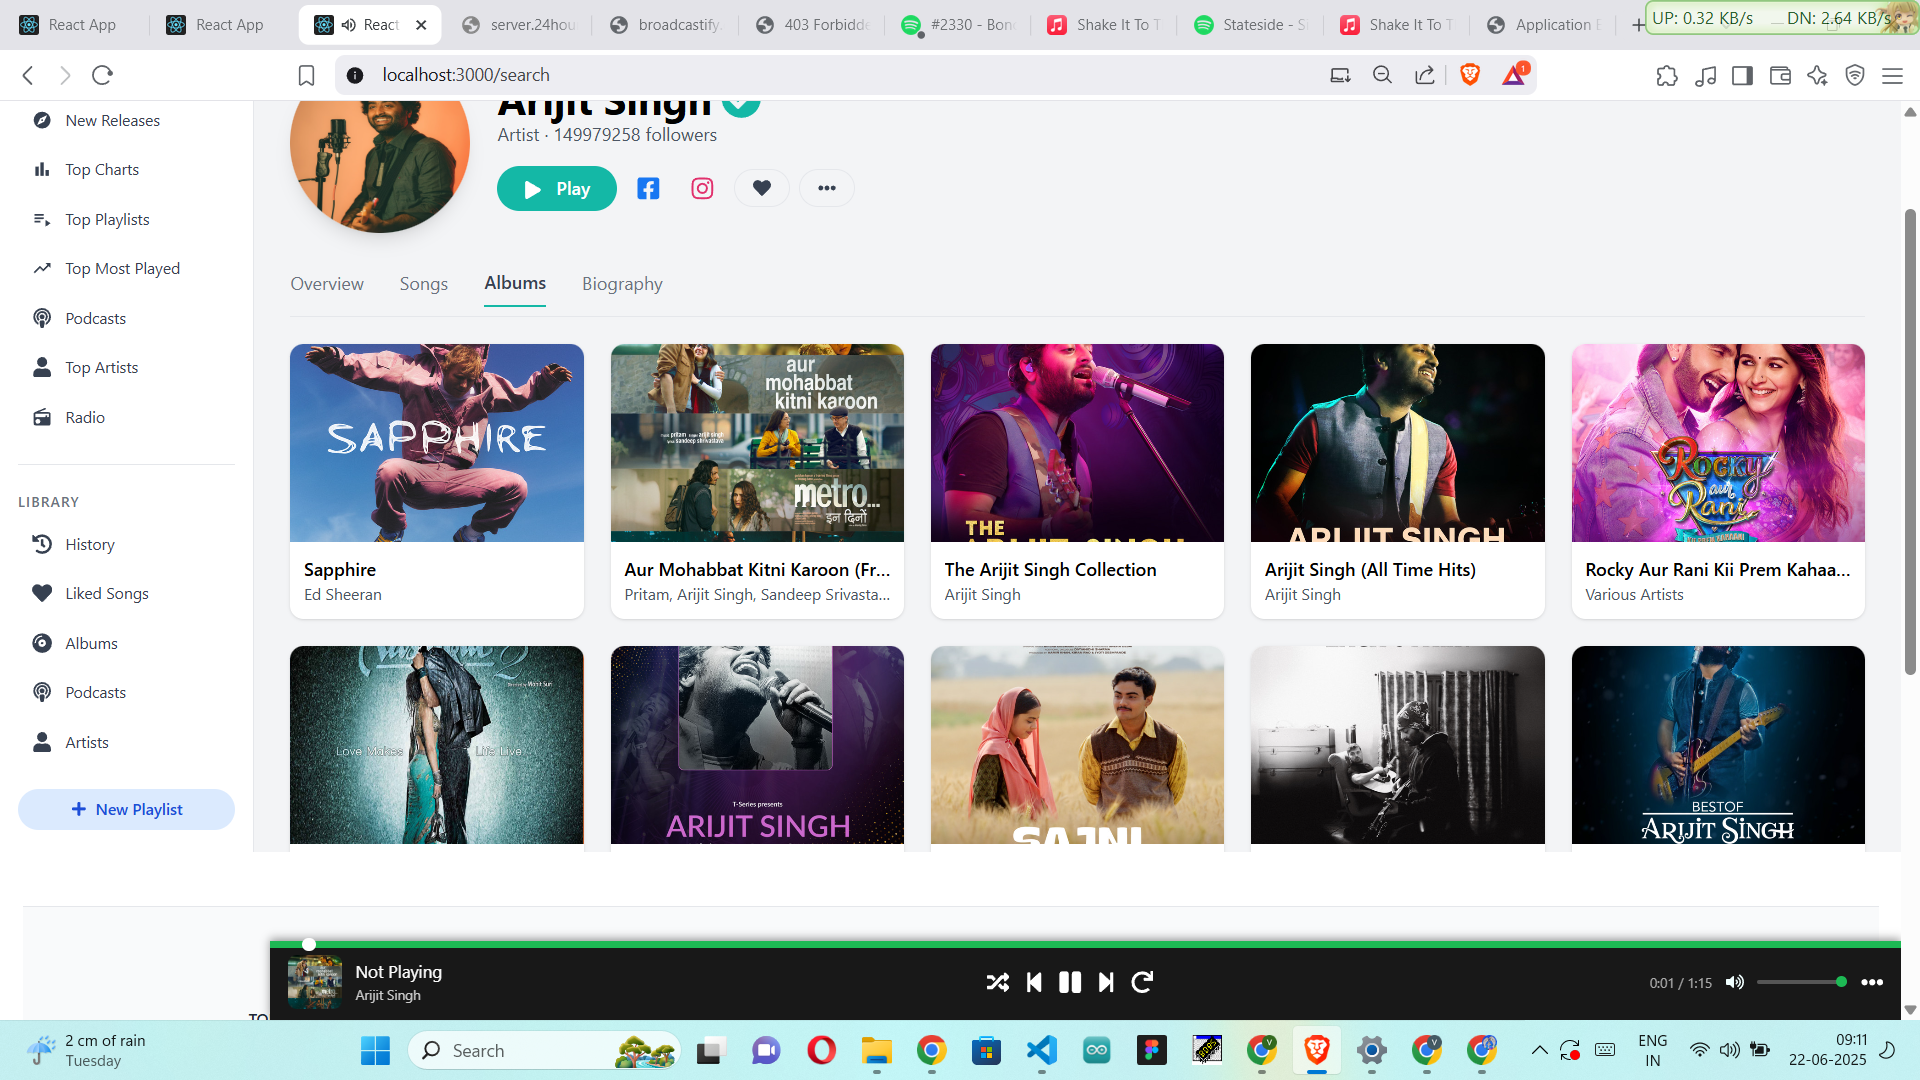 React App
React App
React
server.24hou
broadcastify.
403 Forbidde
#2330 - Bono
Shake It To T
Stateside - S
Shake It To T
Application E
UP: 0.32 KB/s
DN: 2.64 KB/s
localhost:3000/search
1
New Releases
Top Charts
Top Playlists
Top Most Played
Podcasts
Top Artists
Radio
LIBRARY
History
Liked Songs
Albums
Podcasts
Artists
New Playlist
Arijit Singh
Artist · 149979258 followers
Play
Overview
Songs
Albums
Biography
SAPPHIRE
Sapphire
Ed Sheeran
aur
mohabbat
kitni karoon
metro...
इन दिनों
Aur Mohabbat Kitni Karoon (Fr...
Pritam, Arijit Singh, Sandeep Srivasta...
THE
ARIJIT SINGH
The Arijit Singh Collection
Arijit Singh
ARIJIT SINGH
Arijit Singh (All Time Hits)
Arijit Singh
Rocky
aur
Rani
Rocky Aur Rani Kii Prem Kahaa...
Various Artists
Love Makes
Life Live
T-Series presents
ARIJIT SINGH
SAJNI
BEST OF
ARIJIT SINGH
Not Playing
Arijit Singh
0:01 / 1:15
TO
2 cm of rain
Tuesday
Search
ENG
IN
09:11
22-06-2025